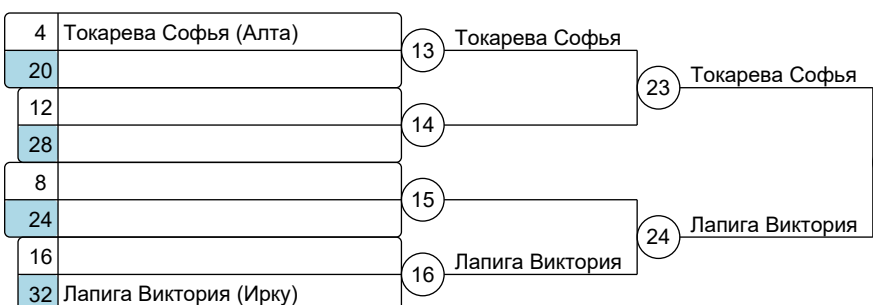 4 Токарева Софья (Алта)
13 Токарева Софья
20
23 Токарева Софья
12
14
28
8
15
24
24 Лапига Виктория
16
16 Лапига Виктория
32 Лапига Виктория (Ирку)